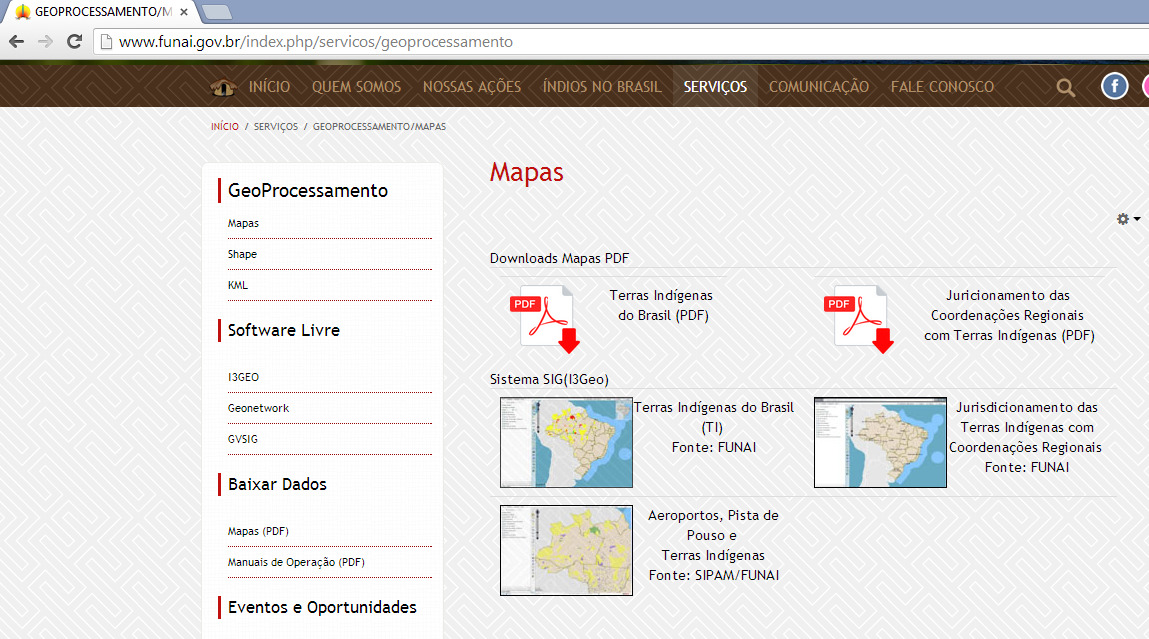 GEOPROCESSAMENTO/M
www.funai.gov.br/index.php/servicos/geoprocessamento
INÍCIO QUEM SOMOS NOSSAS AÇÕES ÍNDIOS NO BRASIL SERVIÇOS COMUNICAÇÃO FALE CONOSCO f
INÍCIO / SERVIÇOS / GEOPROCESSAMENTO/MAPAS
GeoProcessamento
Mapas
Shape
KML
Software Livre
I3GEO
Geonetwork
GVSIG
Baixar Dados
Mapas (PDF)
Manuais de Operação (PDF)
Eventos e Oportunidades
Mapas
Downloads Mapas PDF
PDF
Terras Indígenas
do Brasil (PDF)
PDF
Juricionamento das
Coordenações Regionais
com Terras Indígenas (PDF)
Sistema SIG(I3Geo)
Terras Indígenas do Brasil
(TI)
Fonte: FUNAI
Jurisdicionamento das
Terras Indígenas com
Coordenações Regionais
Fonte: FUNAI
Aeroportos, Pista de
Pouso e
Terras Indígenas
Fonte: SIPAM/FUNAI